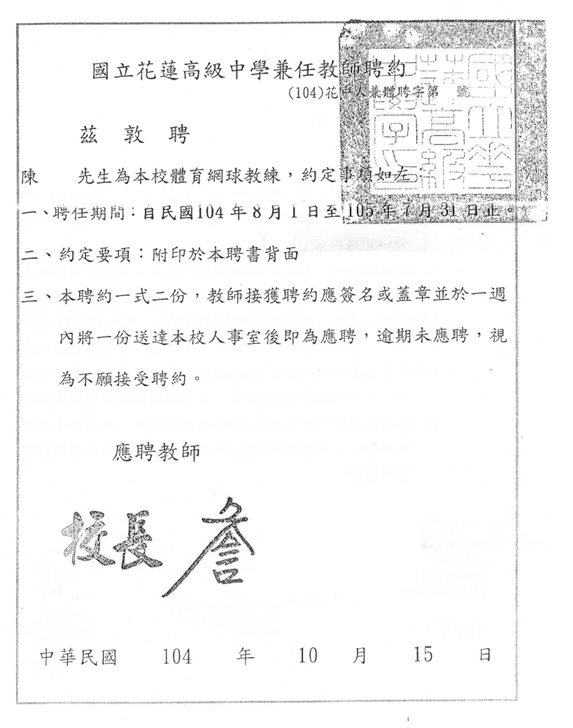 國立花蓮高級中學兼任教師聘約
(104)花中人兼體聘字第 號
茲敦聘
陳 先生為本校體育網球教練,約定事項如左
一、聘任期間:自民國104年8月1日至105年7月31日止。
二、約定要項:附印於本聘書背面
三、本聘約一式二份,教師接獲聘約應簽名或蓋章並於一週
內將一份送達本校人事室後即為應聘,逾期未應聘,視
為不願接受聘約。
應聘教師
校長 詹
中華民國 104 年 10 月 15 日